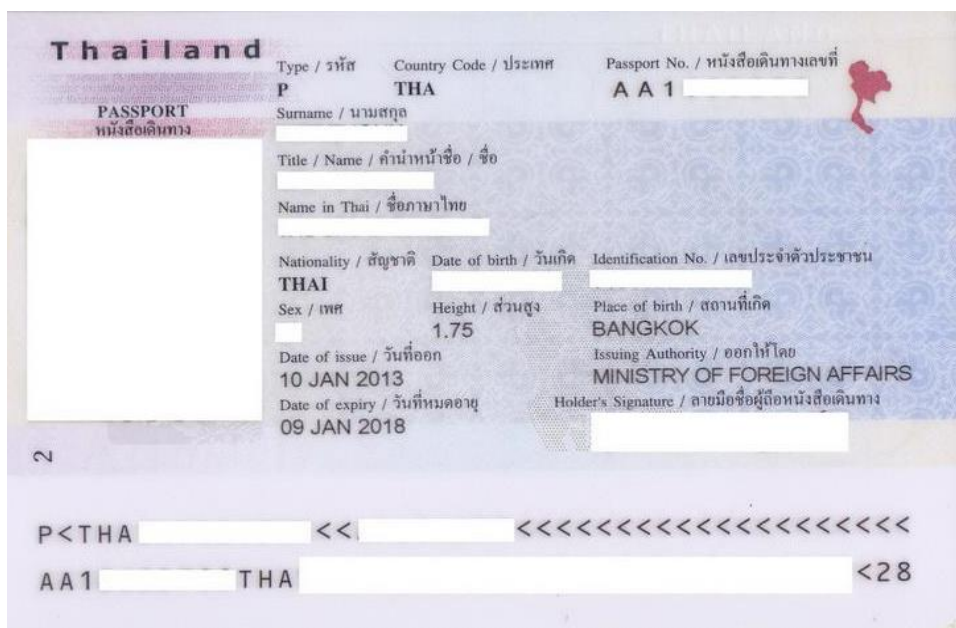 Thailand
PASSPORT
หนังสือเดินทาง
Type / รหัส
P
Country Code / ประเทศ
THA
Passport No. / หนังสือเดินทางเลขที่
AA1
Surname / นามสกุล
Title / Name / คำนำหน้าชื่อ / ชื่อ
Name in Thai / ชื่อภาษาไทย
Nationality / สัญชาติ
THAI
Date of birth / วันเกิด
Identification No. / เลขประจำตัวประชาชน
Sex / เพศ
Height / ส่วนสูง
1.75
Place of birth / สถานที่เกิด
BANGKOK
Date of issue / วันที่ออก
10 JAN 2013
Issuing Authority / ออกให้โดย
MINISTRY OF FOREIGN AFFAIRS
Date of expiry / วันที่หมดอายุ
09 JAN 2018
Holder's Signature / ลายมือชื่อผู้ถือหนังสือเดินทาง
2
P<THA << <<<<<<<<<<<<<<<<<<<<
AA1 THA <28